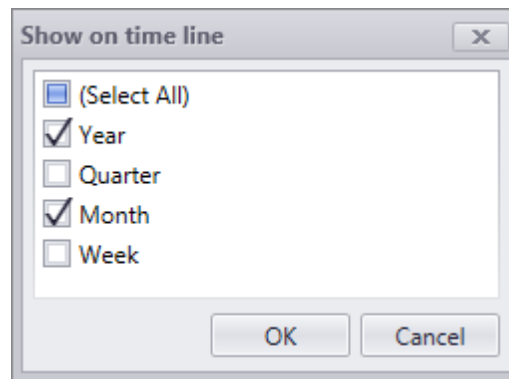 Show on time line
(Select All)
Year
Quarter
Month
Week
OK Cancel